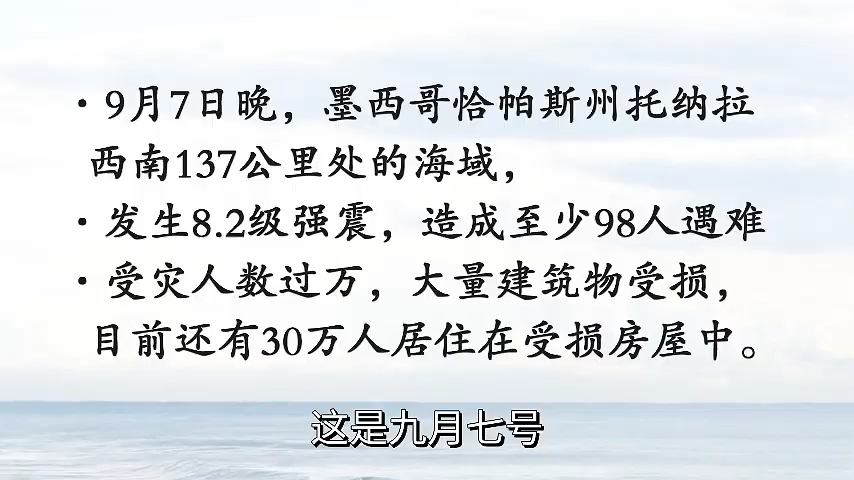 ·9月7日晚，墨西哥恰帕斯州托纳拉
西南137公里处的海域，
·发生8.2级强震，造成至少98人遇难
·受灾人数过万，大量建筑物受损，
目前还有30万人居住在受损房屋中。
这是九月七号